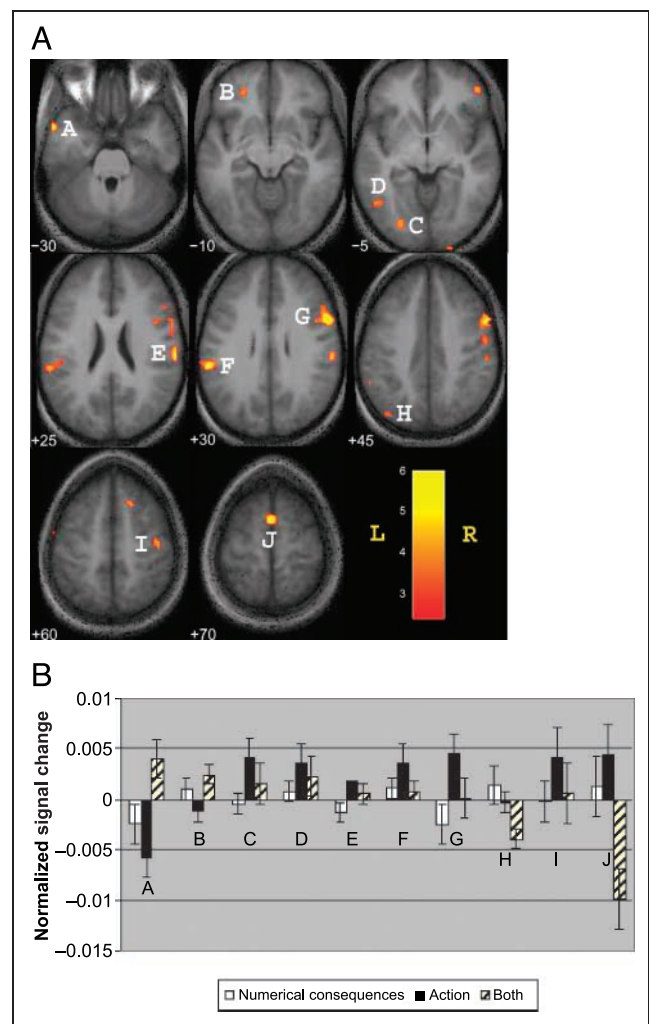 A
B
A
D
C
−30
−10
−5
G
E
F
H
+25
+30
+45
6
5
I
J
L
R
4
3
+60
+70
B
0.01
0.005
0
−0.005
−0.01
−0.015
Normalized signal change
A
B
C
D
E
F
G
H
I
J
Numerical consequences Action Both